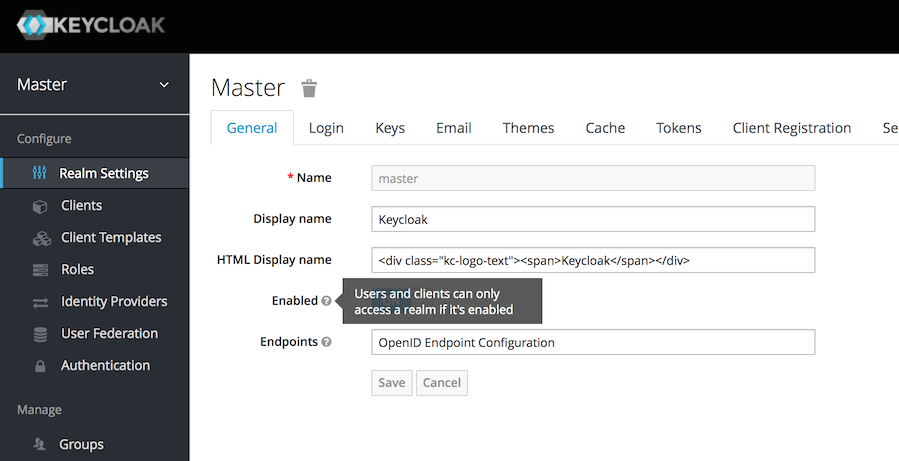 KEYCLOAK
Master
Configure
Realm Settings
Clients
Client Templates
Roles
Identity Providers
User Federation
Authentication
Manage
Groups
Master
General Login Keys Email Themes Cache Tokens Client Registration Se
* Name master
Display name Keycloak
HTML Display name <div class="kc-logo-text"><span>Keycloak</span></div>
Enabled ? Users and clients can only
access a realm if it's enabled
Endpoints ? OpenID Endpoint Configuration
Save Cancel